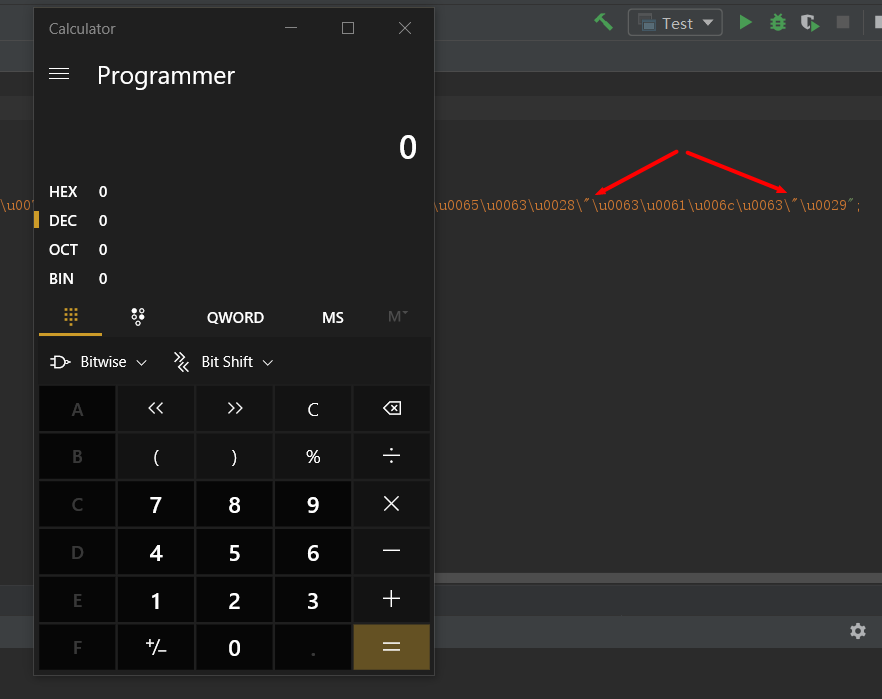 Calculator
Test
Programmer
0
HEX 0
\u00
\u0065\u0063\u0028\"\u0063\u0061\u006c\u0063\"\u0029";
DEC 0
OCT 0
BIN 0
QWORD MS M
Bitwise Bit Shift
A << >> C
B ( ) % ÷
C 7 8 9 ×
D 4 5 6 −
E 1 2 3 +
F +/− 0 . =